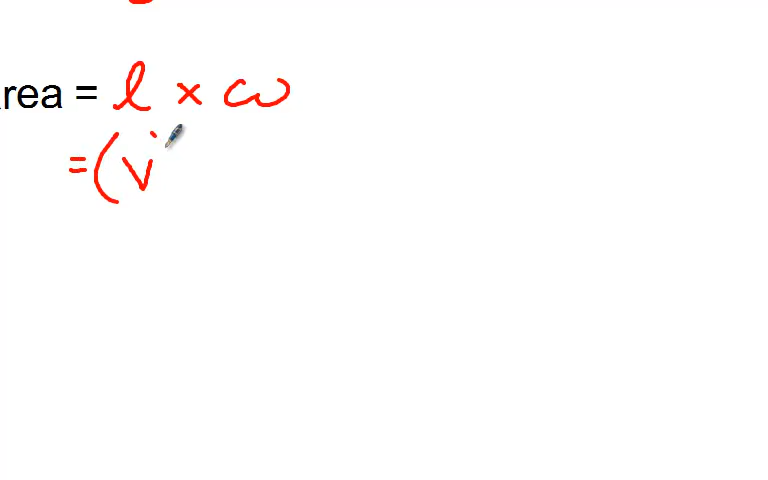 rea = l × w
= (v